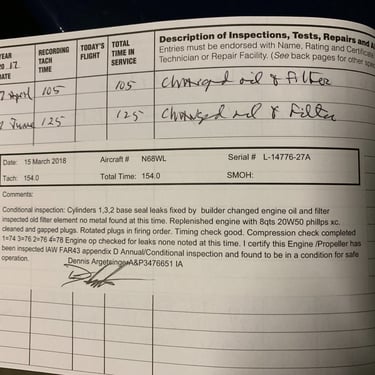 YEAR RECORDING TODAY'S TOTAL Description of Inspections, Tests, Repairs and
20 17 TACH FLIGHT TIME IN Entries must be endorsed with Name, Rating and Certificate
DATE TIME SERVICE Technician or Repair Facility. (See back pages for other
7 April 105 105 Changed oil & filter
June 125 125 Changed oil & Filter
Date: 15 March 2018 Aircraft # N68WL Serial # L-14776-27A
Tach: 154.0 Total Time: 154.0 SMOH:
Comments:
Conditional inspection: Cylinders 1,3,2 base seal leaks fixed by builder changed engine oil and filter
inspected old filter element no metal found at this time. Replenished engine with 8qts 20W50 phillips xc.
cleaned and gapped plugs. Rotated plugs in firing order. Timing check good. Compression check completed
1=74 3=76 2=76 4=78 Engine op checked for leaks none noted at this time. I certify this Engine /Propeller has
been inspected IAW FAR43 appendix D Annual/Conditional inspection and found to be in a condition for safe
operation. Dennis Argetsinger A&P3476651 IA